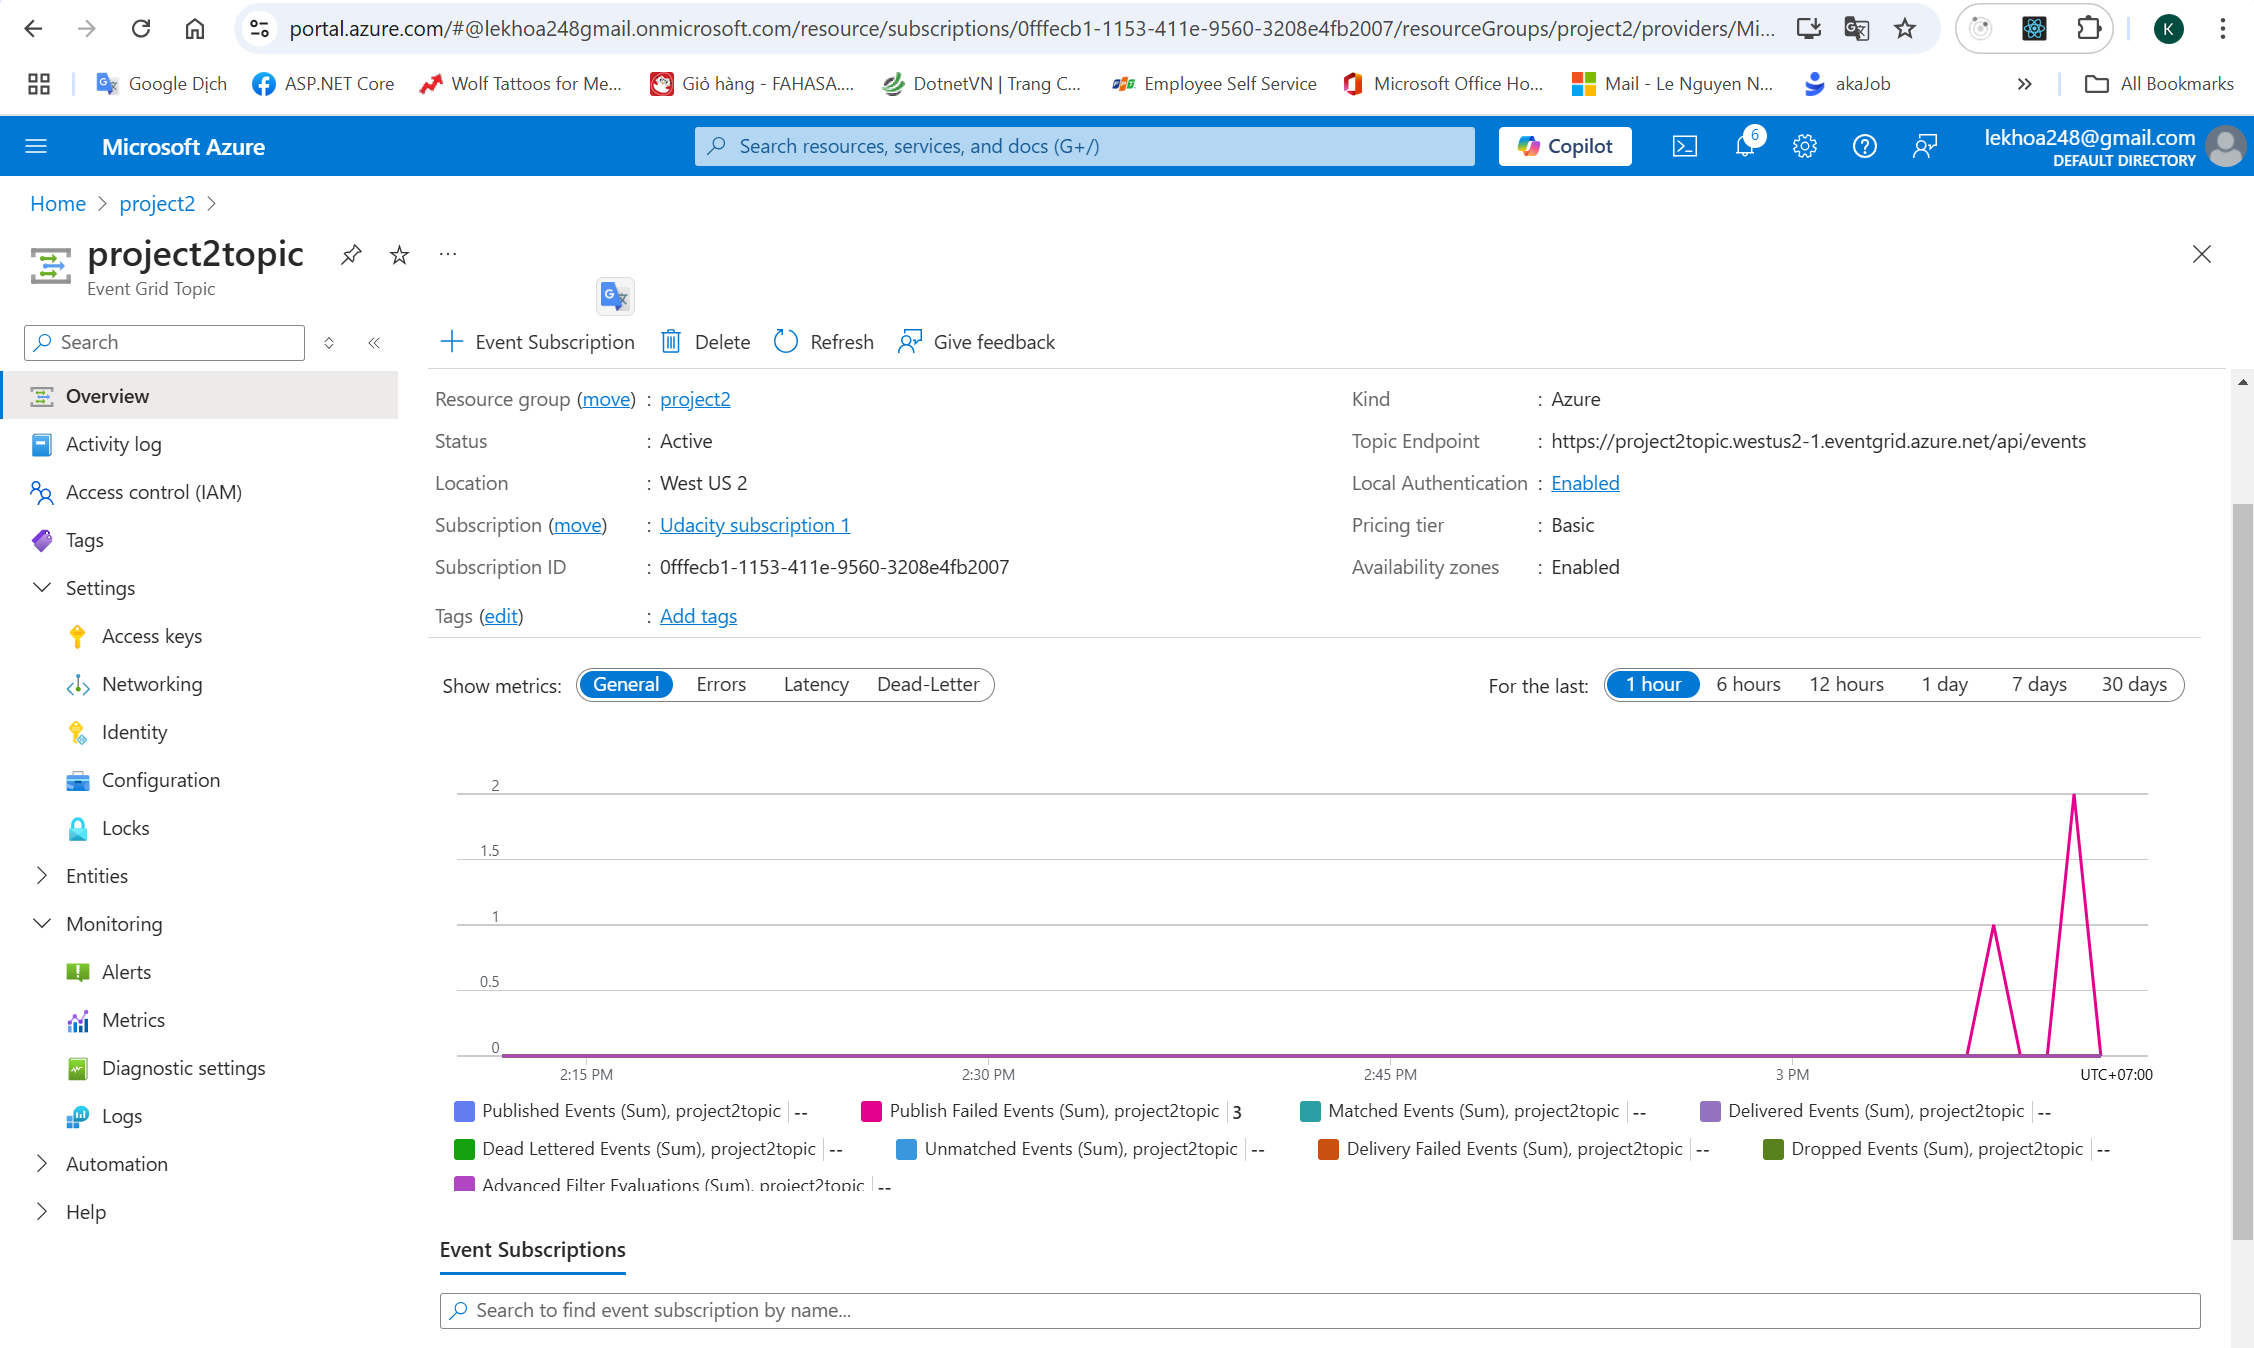 portal.azure.com/#@lekhoa248gmail.onmicrosoft.com/resource/subscriptions/0fffecb1-1153-411e-9560-3208e4fb2007/resourceGroups/project2/providers/Mi...
K
Google Dịch ASP.NET Core Wolf Tattoos for Me... Giỏ hàng - FAHASA.... DotnetVN | Trang C... Employee Self Service Microsoft Office Ho... Mail - Le Nguyen N... akaJob » All Bookmarks
Microsoft Azure Search resources, services, and docs (G+/) Copilot 6 lekhoa248@gmail.com
DEFAULT DIRECTORY
Home > project2 >
project2topic ...
Event Grid Topic
Search
Overview
Activity log
Access control (IAM)
Tags
Settings
Access keys
Networking
Identity
Configuration
Locks
Entities
Monitoring
Alerts
Metrics
Diagnostic settings
Logs
Automation
Help
Event Subscription Delete Refresh Give feedback
Resource group (move) : project2
Status : Active
Location : West US 2
Subscription (move) : Udacity subscription 1
Subscription ID : 0fffecb1-1153-411e-9560-3208e4fb2007
Tags (edit) : Add tags
Kind : Azure
Topic Endpoint : https://project2topic.westus2-1.eventgrid.azure.net/api/events
Local Authentication : Enabled
Pricing tier : Basic
Availability zones : Enabled
Show metrics: General Errors Latency Dead-Letter
For the last: 1 hour 6 hours 12 hours 1 day 7 days 30 days
2
1.5
1
0.5
0
2:15 PM 2:30 PM 2:45 PM 3 PM UTC+07:00
Published Events (Sum), project2topic -- Publish Failed Events (Sum), project2topic 3 Matched Events (Sum), project2topic -- Delivered Events (Sum), project2topic --
Dead Lettered Events (Sum), project2topic -- Unmatched Events (Sum), project2topic -- Delivery Failed Events (Sum), project2topic -- Dropped Events (Sum), project2topic --
Advanced Filter Evaluations (Sum), project2topic --
Event Subscriptions
Search to find event subscription by name...